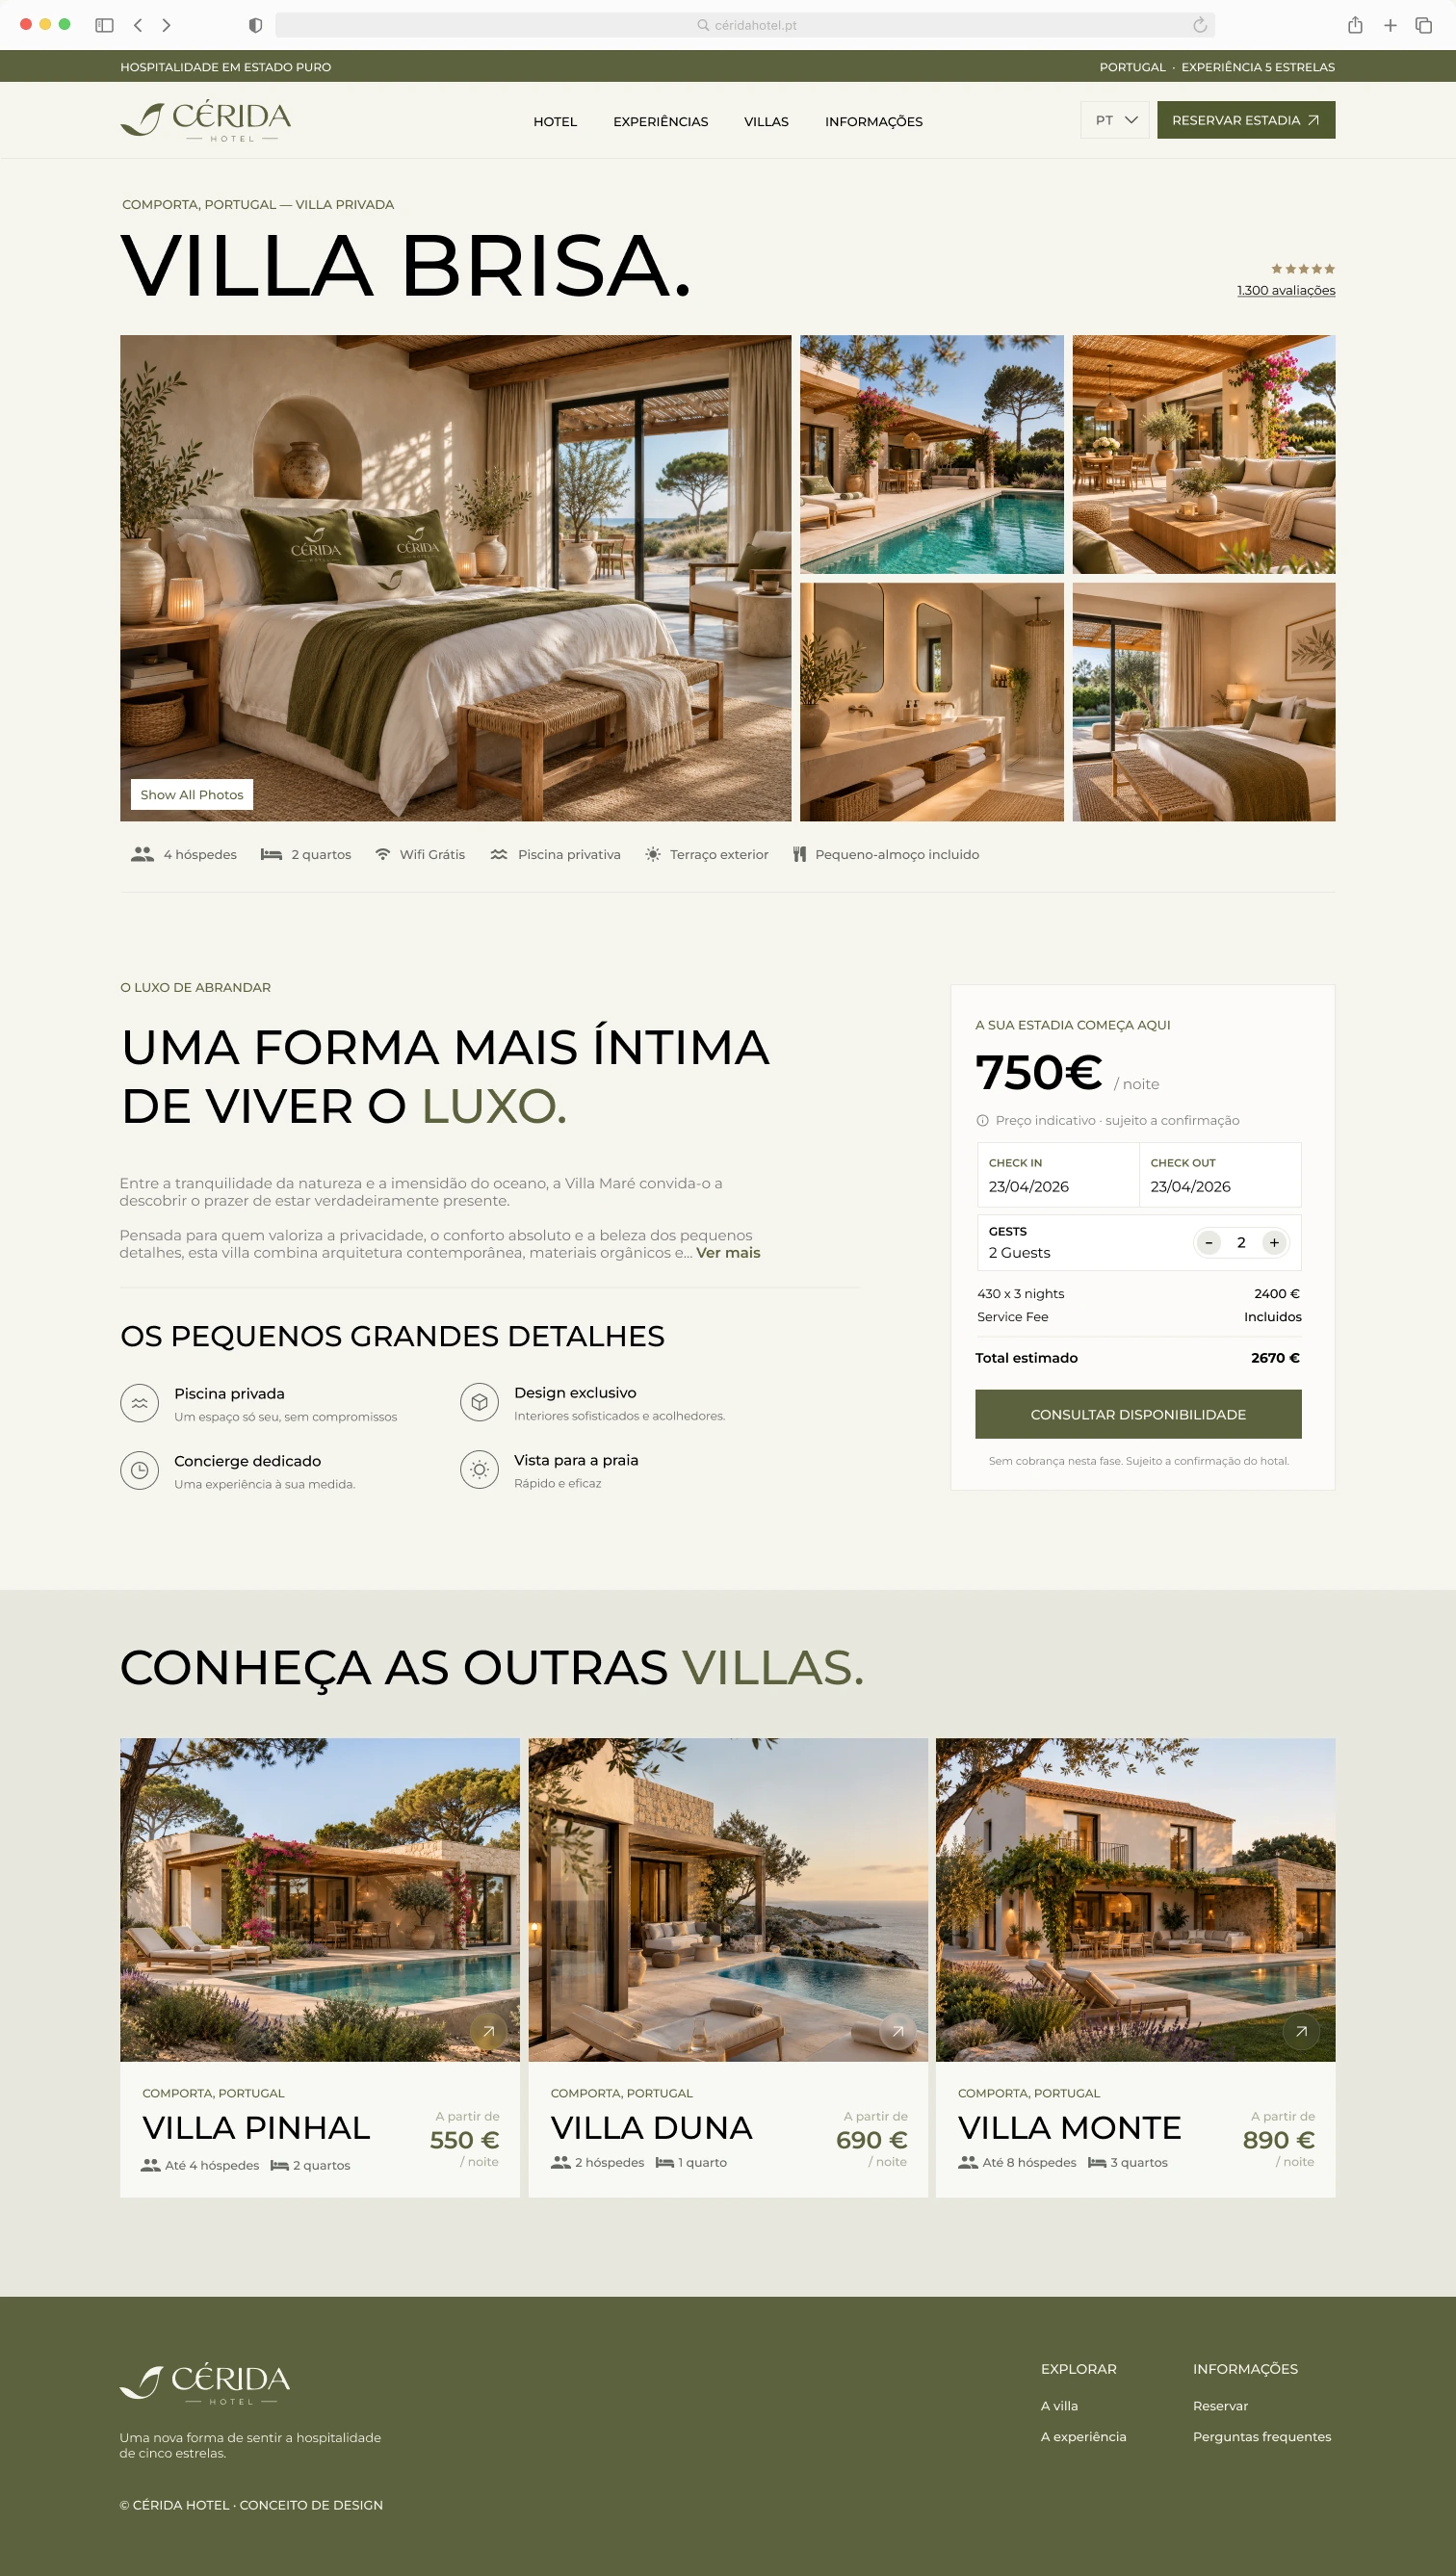 céridahotel.pt
HOSPITALIDADE EM ESTADO PURO
PORTUGAL · EXPERIÊNCIA 5 ESTRELAS
CÉRIDA
HOTEL
HOTEL
EXPERIÊNCIAS
VILLAS
INFORMAÇÕES
PT
RESERVAR ESTADIA
COMPORTA, PORTUGAL — VILLA PRIVADA
VILLA BRISA.
1.300 avaliações
CÉRIDA
CÉRIDA
Show All Photos
4 hóspedes
2 quartos
Wifi Grátis
Piscina privativa
Terraço exterior
Pequeno-almoço incluido
O LUXO DE ABRANDAR
UMA FORMA MAIS ÍNTIMA
DE VIVER O LUXO.
Entre a tranquilidade da natureza e a imensidão do oceano, a Villa Maré convida-o a
descobrir o prazer de estar verdadeiramente presente.
Pensada para quem valoriza a privacidade, o conforto absoluto e a beleza dos pequenos
detalhes, esta villa combina arquitetura contemporânea, materiais orgânicos e... Ver mais
OS PEQUENOS GRANDES DETALHES
Piscina privada
Um espaço só seu, sem compromissos
Design exclusivo
Interiores sofisticados e acolhedores.
Concierge dedicado
Uma experiência à sua medida.
Vista para a praia
Rápido e eficaz
A SUA ESTADIA COMEÇA AQUI
750€ / noite
Preço indicativo · sujeito a confirmação
CHECK IN
23/04/2026
CHECK OUT
23/04/2026
GESTS
2 Guests
- 2 +
430 x 3 nights 2400 €
Service Fee Incluidos
Total estimado 2670 €
CONSULTAR DISPONIBILIDADE
Sem cobrança nesta fase. Sujeito a confirmação do hotal.
CONHEÇA AS OUTRAS VILLAS.
COMPORTA, PORTUGAL
VILLA PINHAL
Até 4 hóspedes 2 quartos
A partir de
550 €
/ noite
COMPORTA, PORTUGAL
VILLA DUNA
2 hóspedes 1 quarto
A partir de
690 €
/ noite
COMPORTA, PORTUGAL
VILLA MONTE
Até 8 hóspedes 3 quartos
A partir de
890 €
/ noite
CÉRIDA
HOTEL
Uma nova forma de sentir a hospitalidade
de cinco estrelas.
© CÉRIDA HOTEL · CONCEITO DE DESIGN
EXPLORAR
A villa
A experiência
INFORMAÇÕES
Reservar
Perguntas frequentes